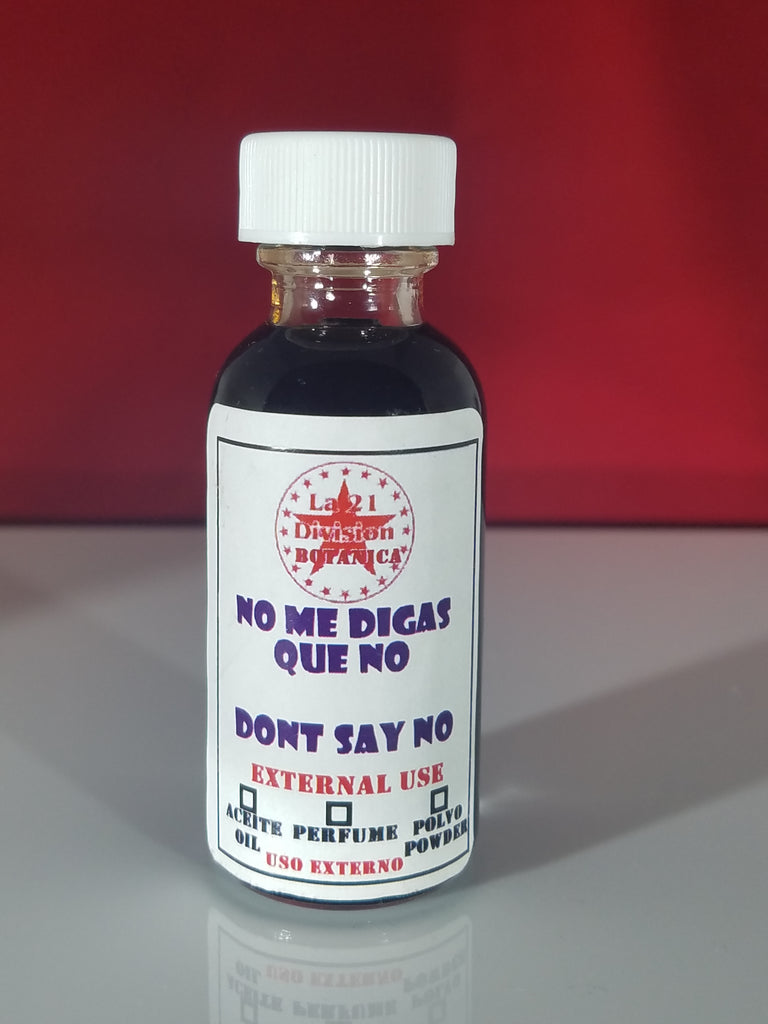 La 21
Division
BOTANICA
NO ME DIGAS
QUE NO
DONT SAY NO
EXTERNAL USE
ACEITE PERFUME POLVO
OIL POWDER
USO EXTERNO